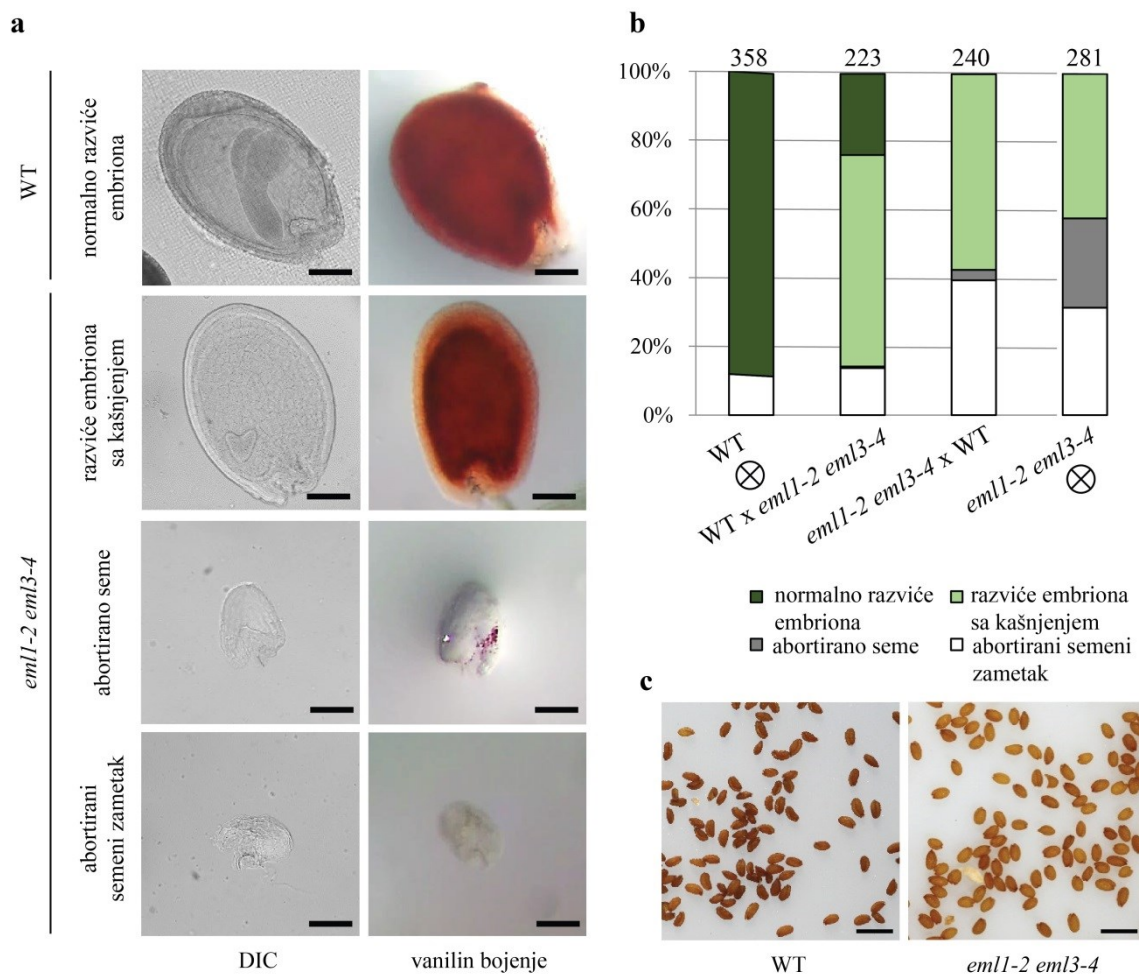 a
WT
normalno razviće
embriona
eml1-2 eml3-4
razviće embriona
sa kašnjenjem
abortirano seme
abortirani
semeni zametak
DIC
vanilin bojenje
b
358
223
240
281
100%
80%
60%
40%
20%
0%
WT
WT x eml1-2 eml3-4
eml1-2 eml3-4 x WT
eml1-2 eml3-4
normalno razviće
embriona
razviće embriona
sa kašnjenjem
abortirano seme
abortirani semeni
zametak
c
WT
eml1-2 eml3-4